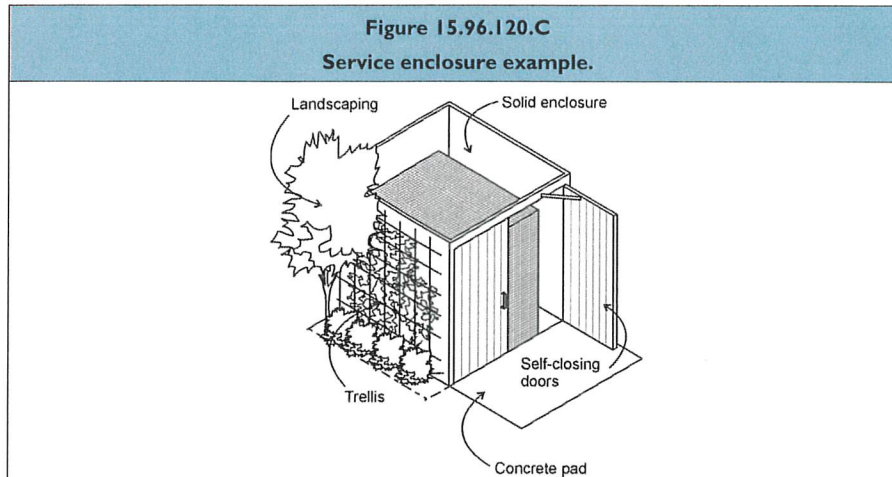 Figure 15.96.120.C
Service enclosure example.
Landscaping
Solid enclosure
Self-closing
doors
Trellis
Concrete pad